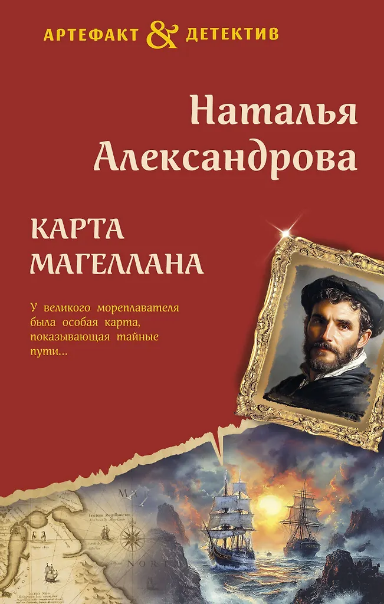 АРТЕФАКТ & ДЕТЕКТИВ
Наталья
Александрова
КАРТА
МАГЕЛЛАНА
У великого мореплавателя
была особая карта,
показывающая тайные
пути...